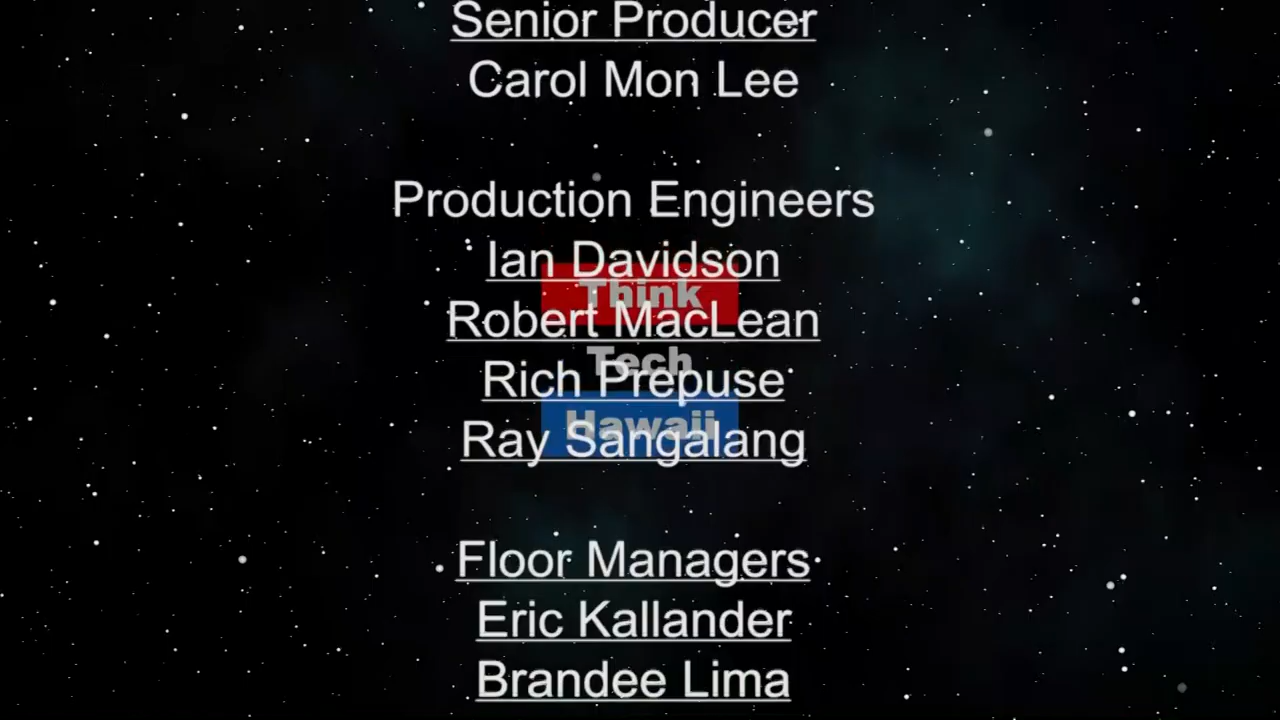 Senior Producer
Carol Mon Lee
Production Engineers
Ian Davidson
Think
Robert MacLean
Tech
Rich Prepuse
Hawaii
Ray Sangalang
Floor Managers
Eric Kallander
Brandee Lima